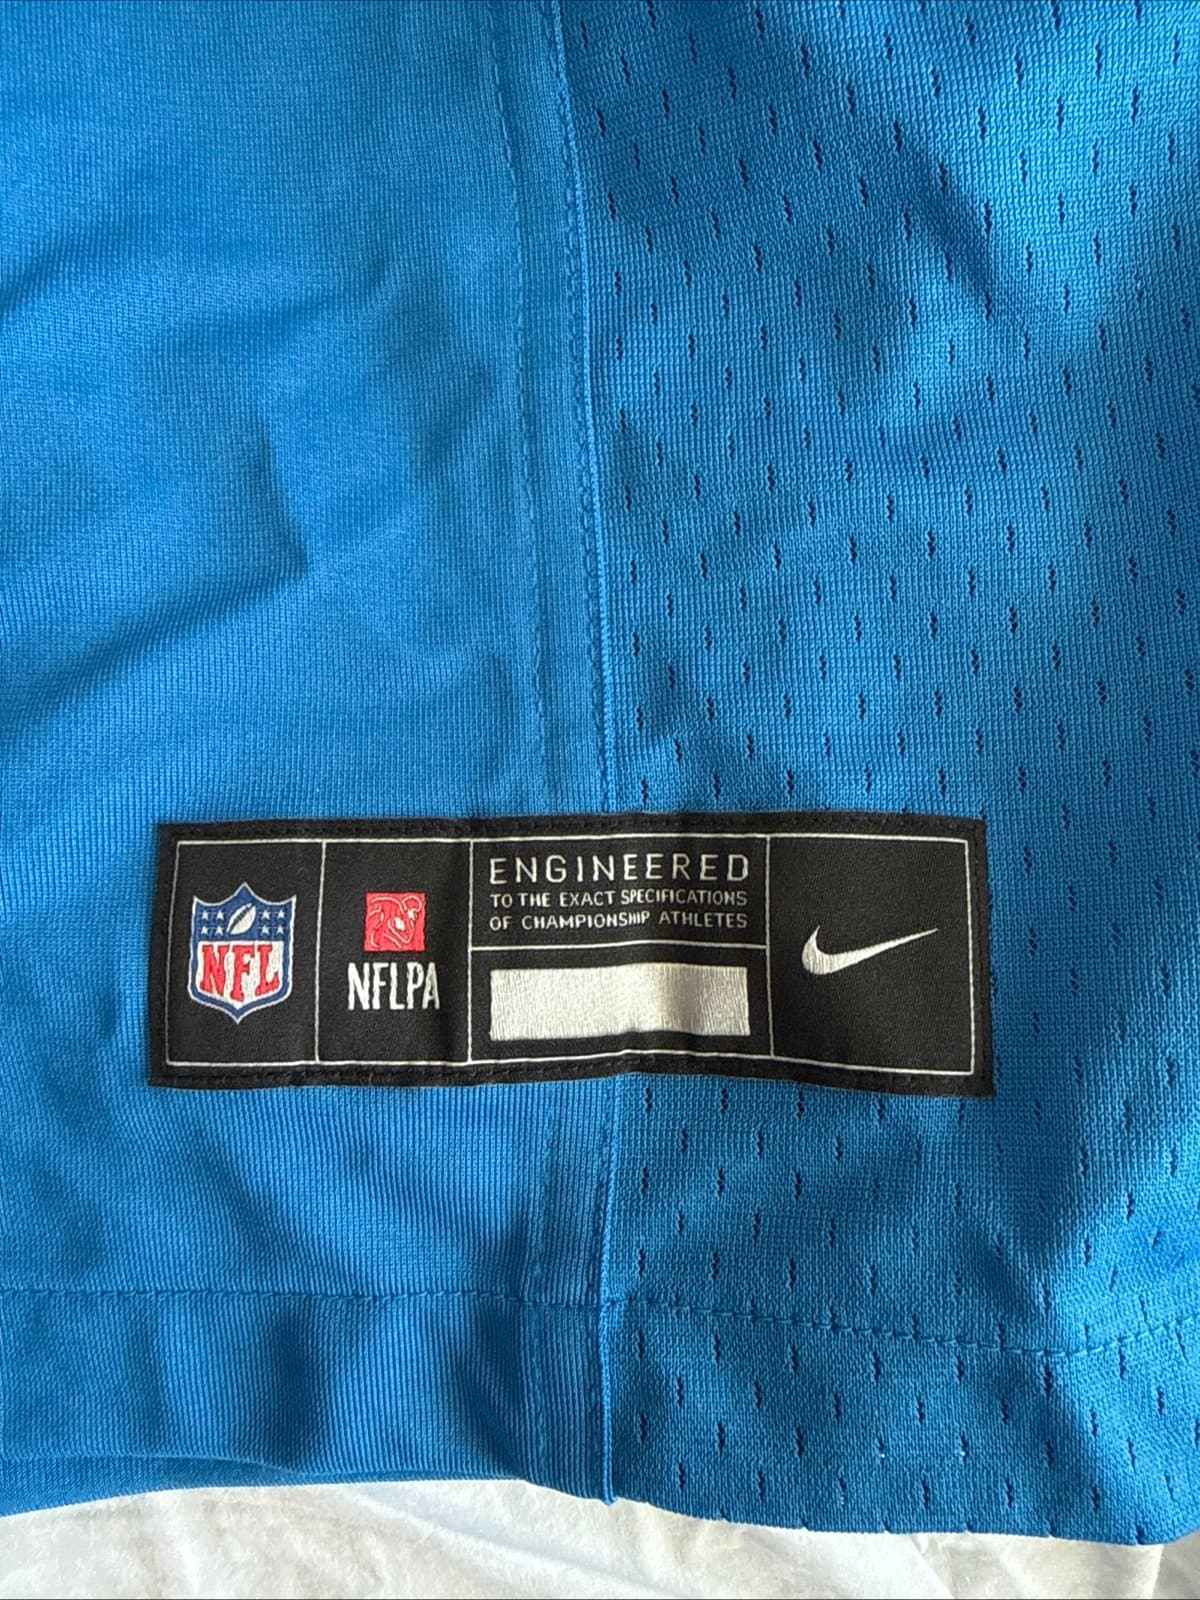 NFL
NFLPA
ENGINEERED
TO THE EXACT SPECIFICATIONS
OF CHAMPIONSHIP ATHLETES